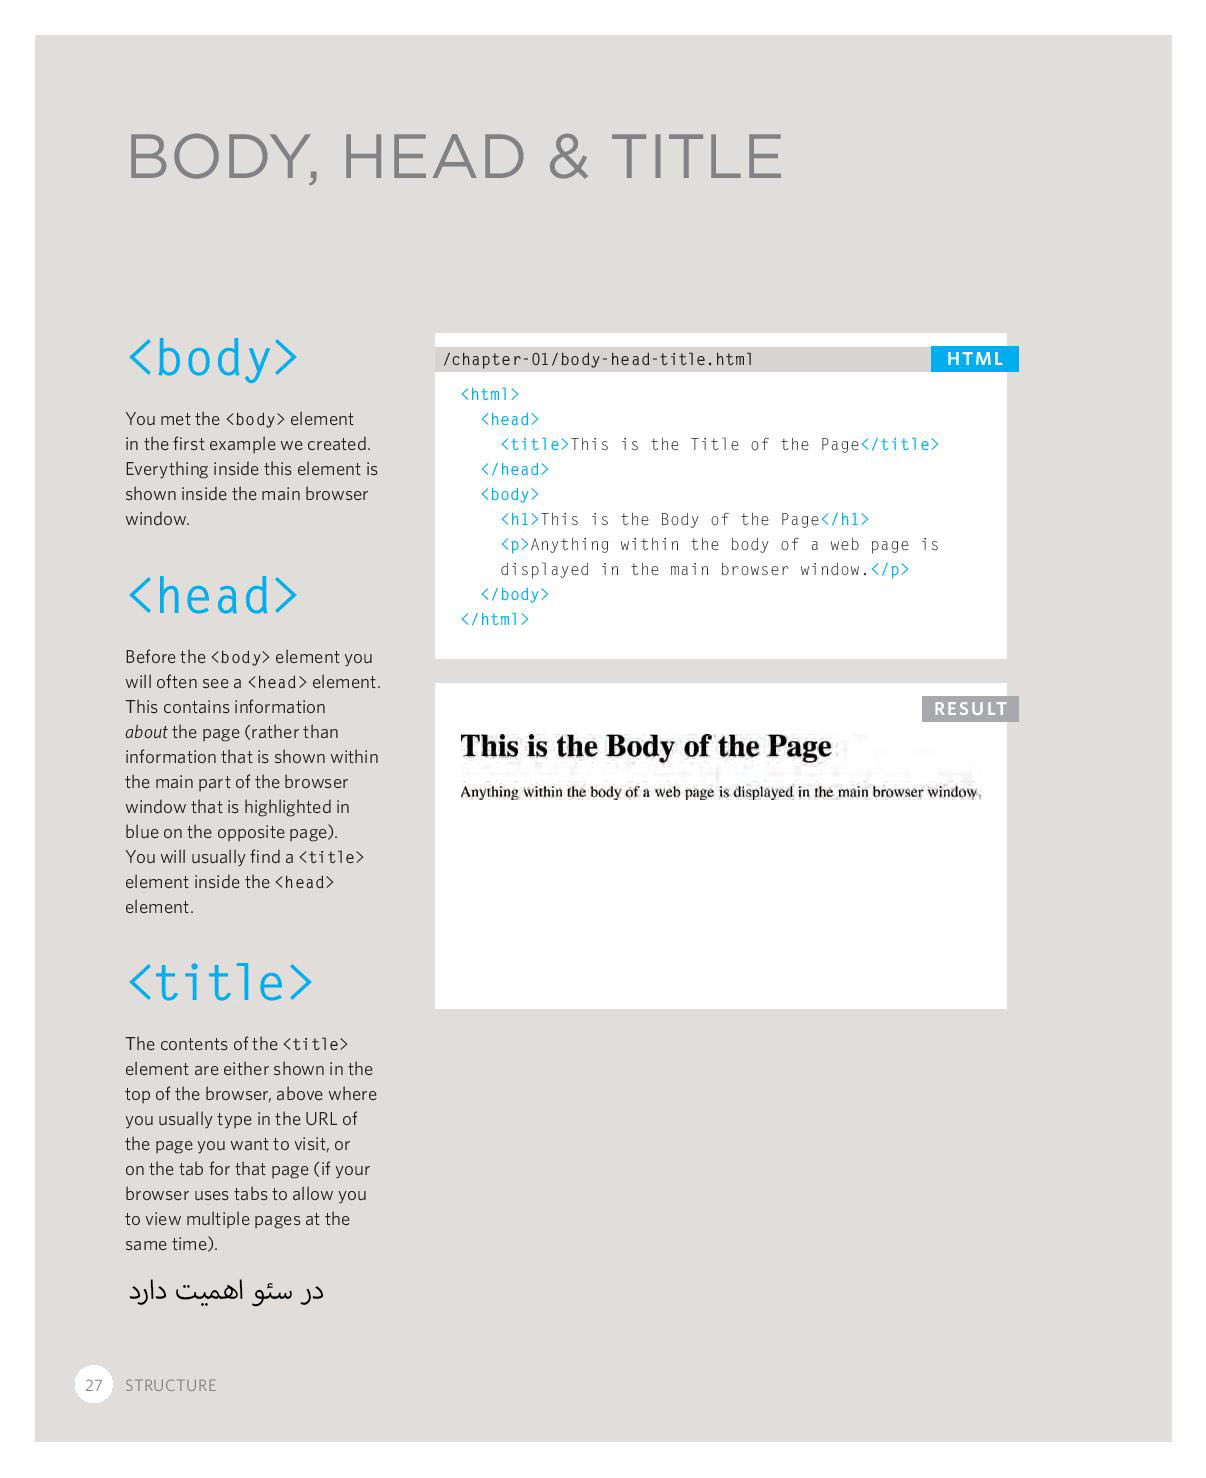 BODY, HEAD & TITLE
<body>
You met the <body> element
in the first example we created.
Everything inside this element is
shown inside the main browser
window.
<head>
Before the <body> element you
will often see a <head> element.
This contains information
about the page (rather than
information that is shown within
the main part of the browser
window that is highlighted in
blue on the opposite page).
You will usually find a <title>
element inside the <head>
element.
<title>
The contents of the <title>
element are either shown in the
top of the browser, above where
you usually type in the URL of
the page you want to visit, or
on the tab for that page (if your
browser uses tabs to allow you
to view multiple pages at the
same time).
در سئو اهمیت دارد
/chapter-01/body-head-title.html HTML
<html>
<head>
<title>This is the Title of the Page</title>
</head>
<body>
<h1>This is the Body of the Page</h1>
<p>Anything within the body of a web page is
displayed in the main browser window.</p>
</body>
</html>
RESULT
This is the Body of the Page
Anything within the body of a web page is displayed in the main browser window.
27 STRUCTURE